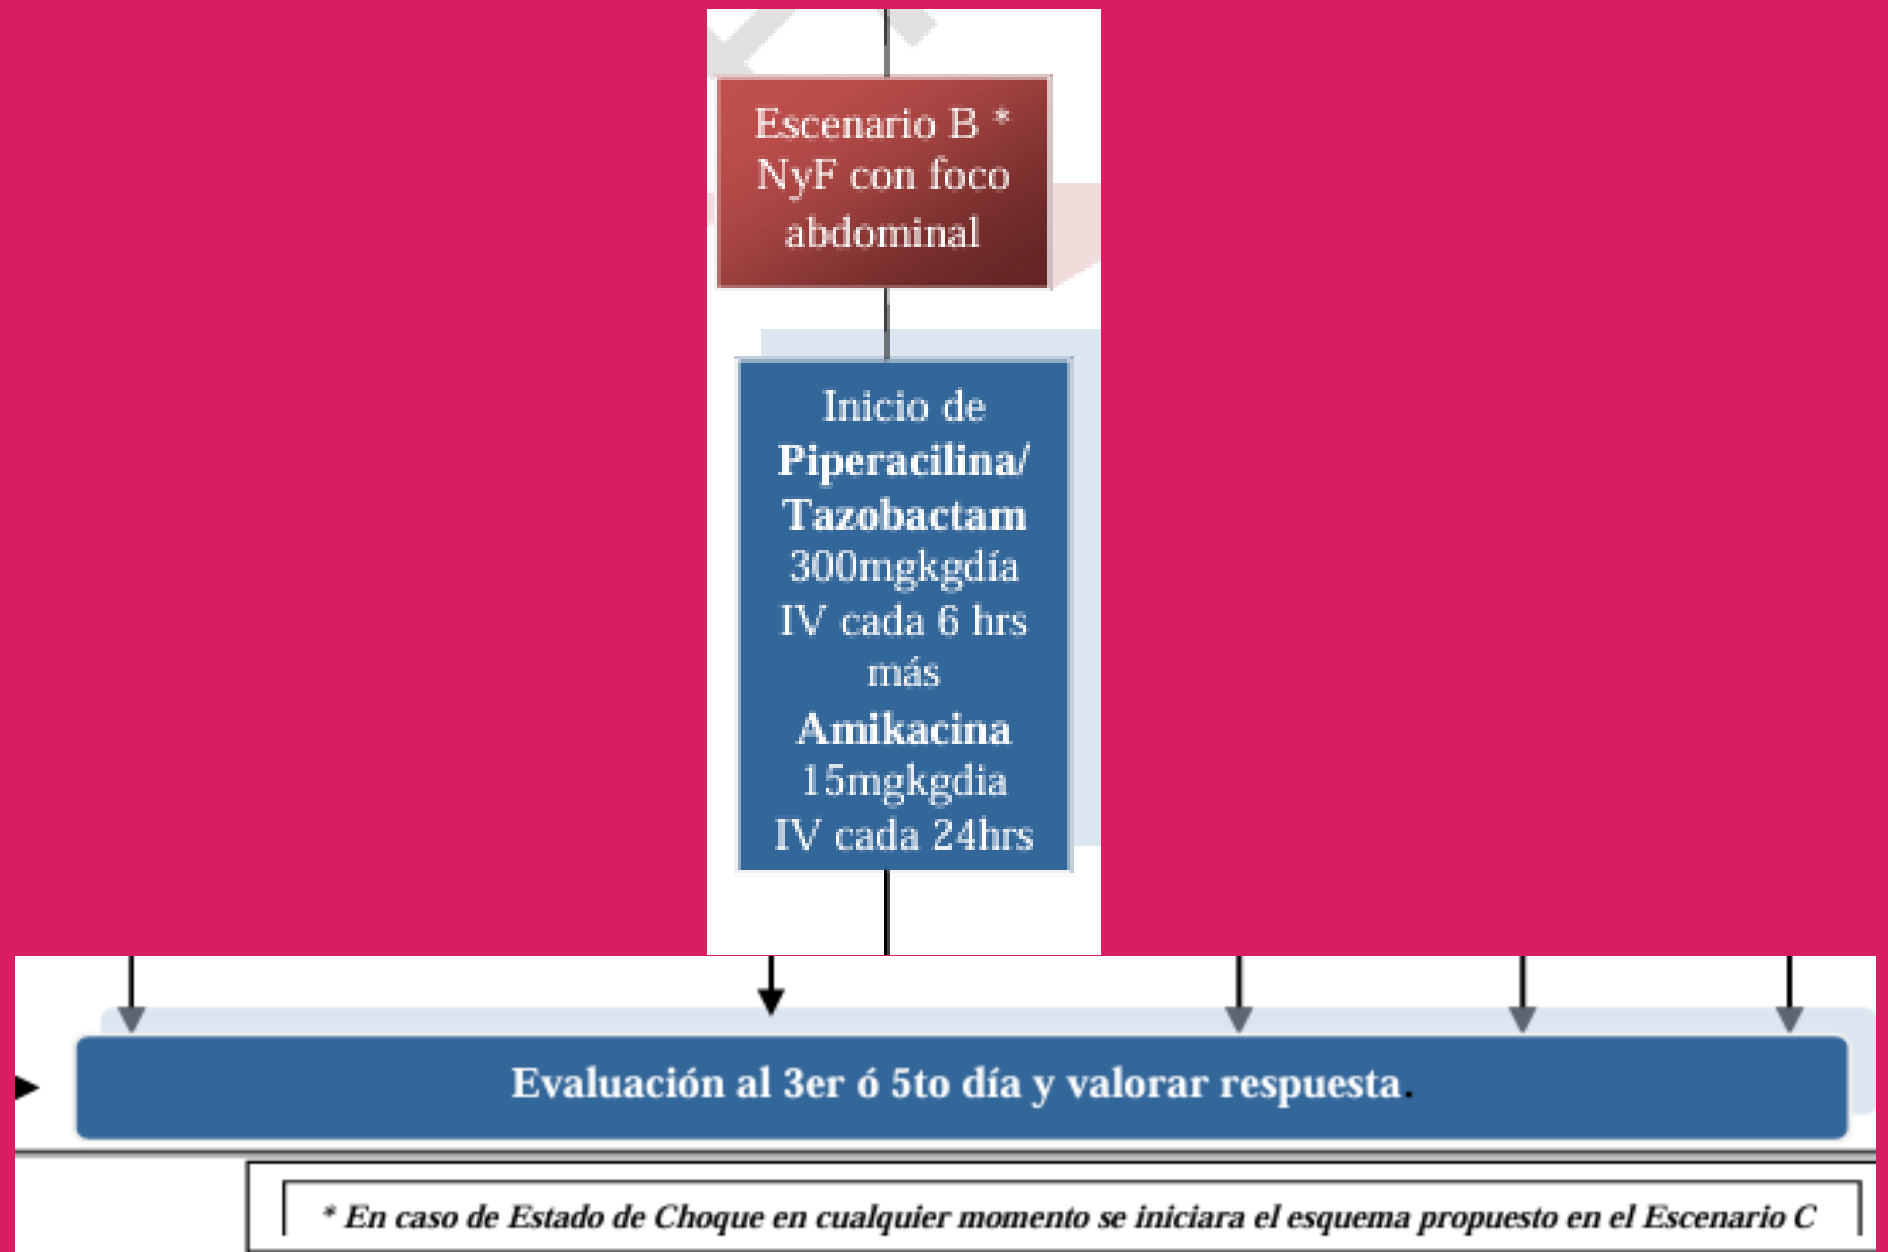 Escenario B *
NyF con foco
abdominal
Inicio de
Piperacilina/
Tazobactam
300mgkgdía
IV cada 6 hrs
más
Amikacina
15mgkgdia
IV cada 24hrs
Evaluación al 3er ó 5to día y valorar respuesta.
* En caso de Estado de Choque en cualquier momento se iniciara el esquema propuesto en el Escenario C